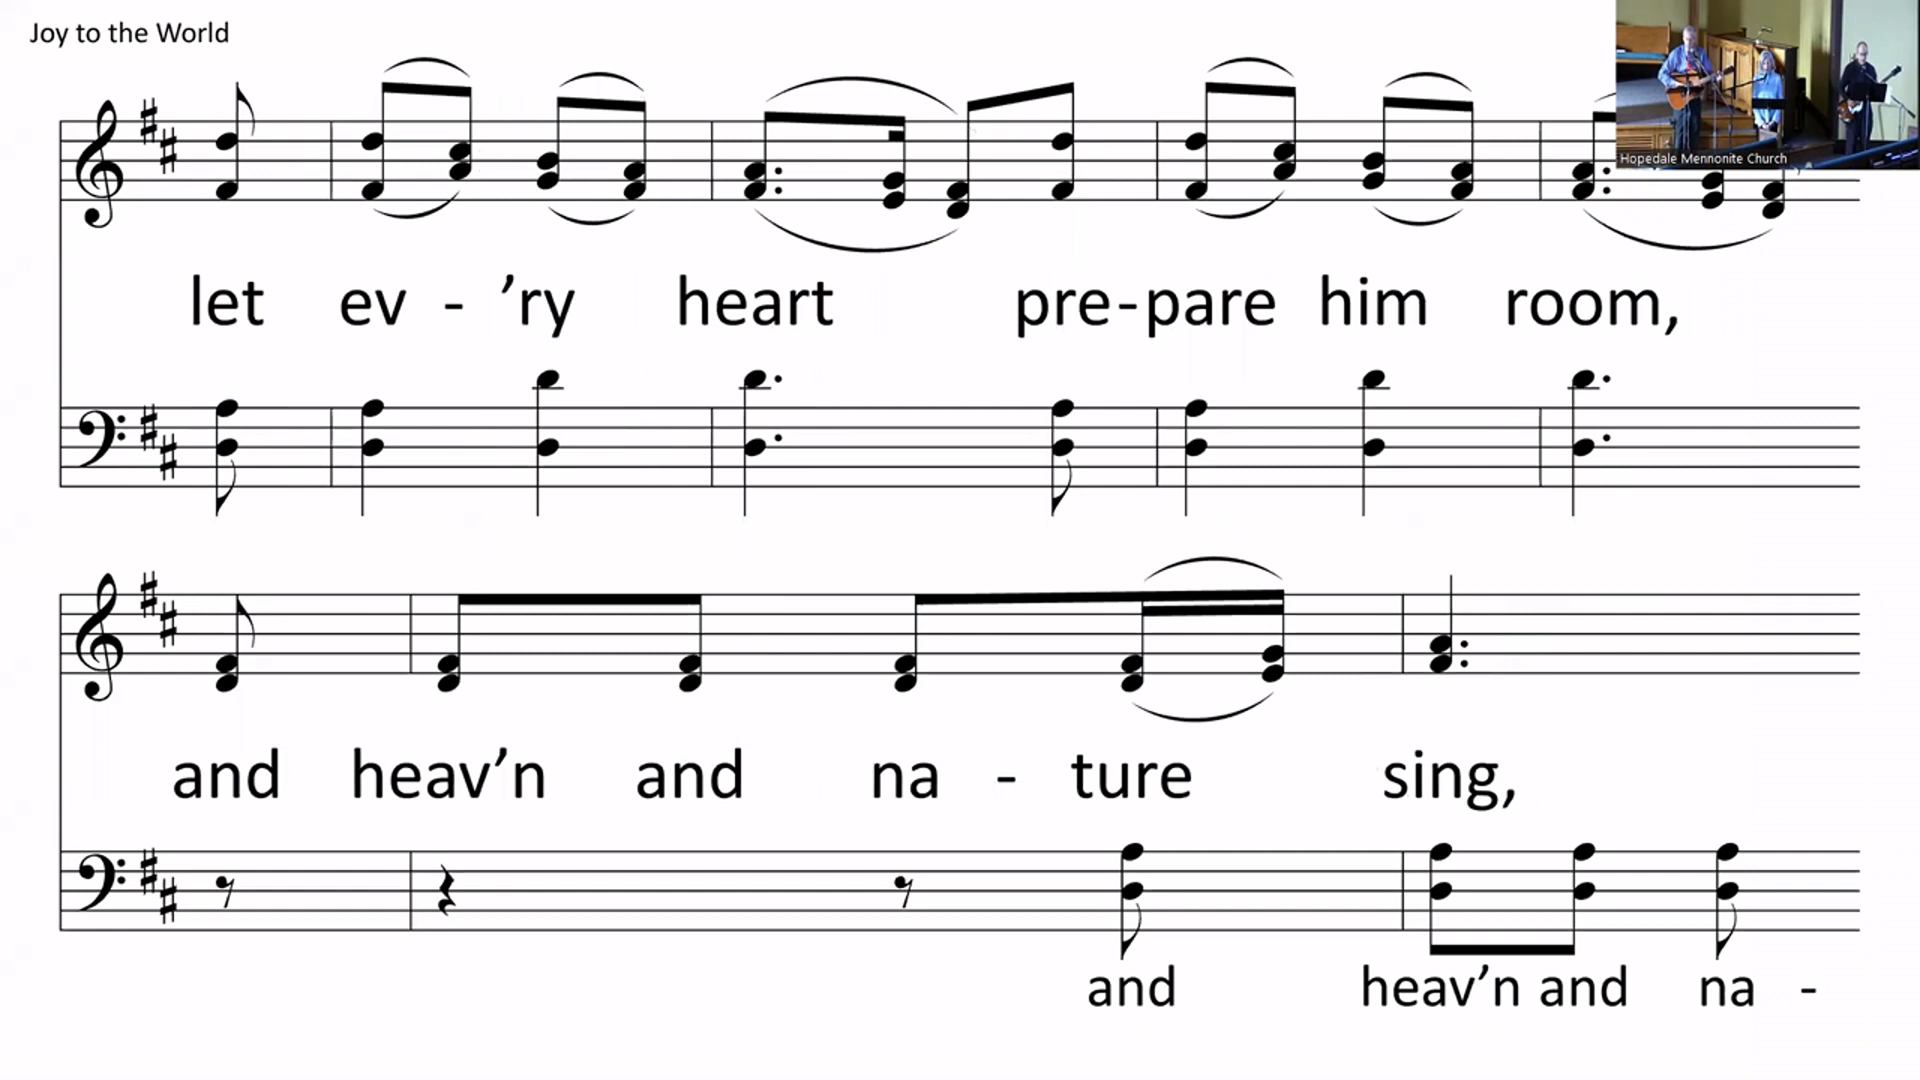 Joy to the World
Hopedale Mennonite Church
let ev - ’ry heart pre-pare him room,
and heav’n and na - ture sing,
and heav’n and na -